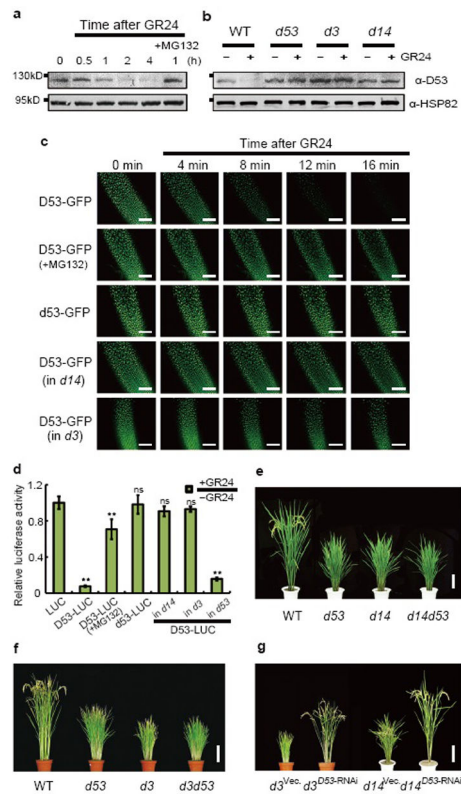 a
Time after GR24
+MG132
0 0.5 1 2 4 1 (h)
130kD
95kD
b
WT d53 d3 d14
– + – + – + – + GR24
α-D53
α-HSP82
c
Time after GR24
0 min 4 min 8 min 12 min 16 min
D53-GFP
D53-GFP
(+MG132)
d53-GFP
D53-GFP
(in d14)
D53-GFP
(in d3)
d
Relative luciferase activity
1.2
0.8
0.4
0
+GR24
−GR24
** ** ns ns ns **
LUC
D53-LUC
D53-LUC
(+MG132)
d53-LUC
in d14
in d3
in d53
D53-LUC
e
WT d53 d14 d14d53
f
WT d53 d3 d3d53
g
d3Vec. d3D53-RNAi d14Vec. d14D53-RNAi